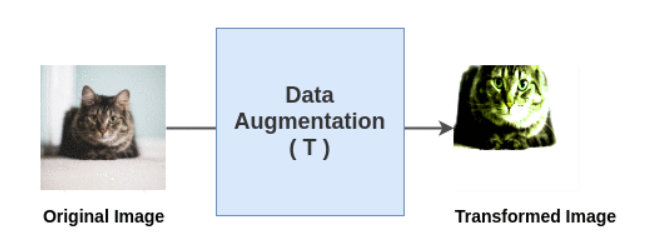 Data
Augmentation
( T )
Original Image
Transformed Image